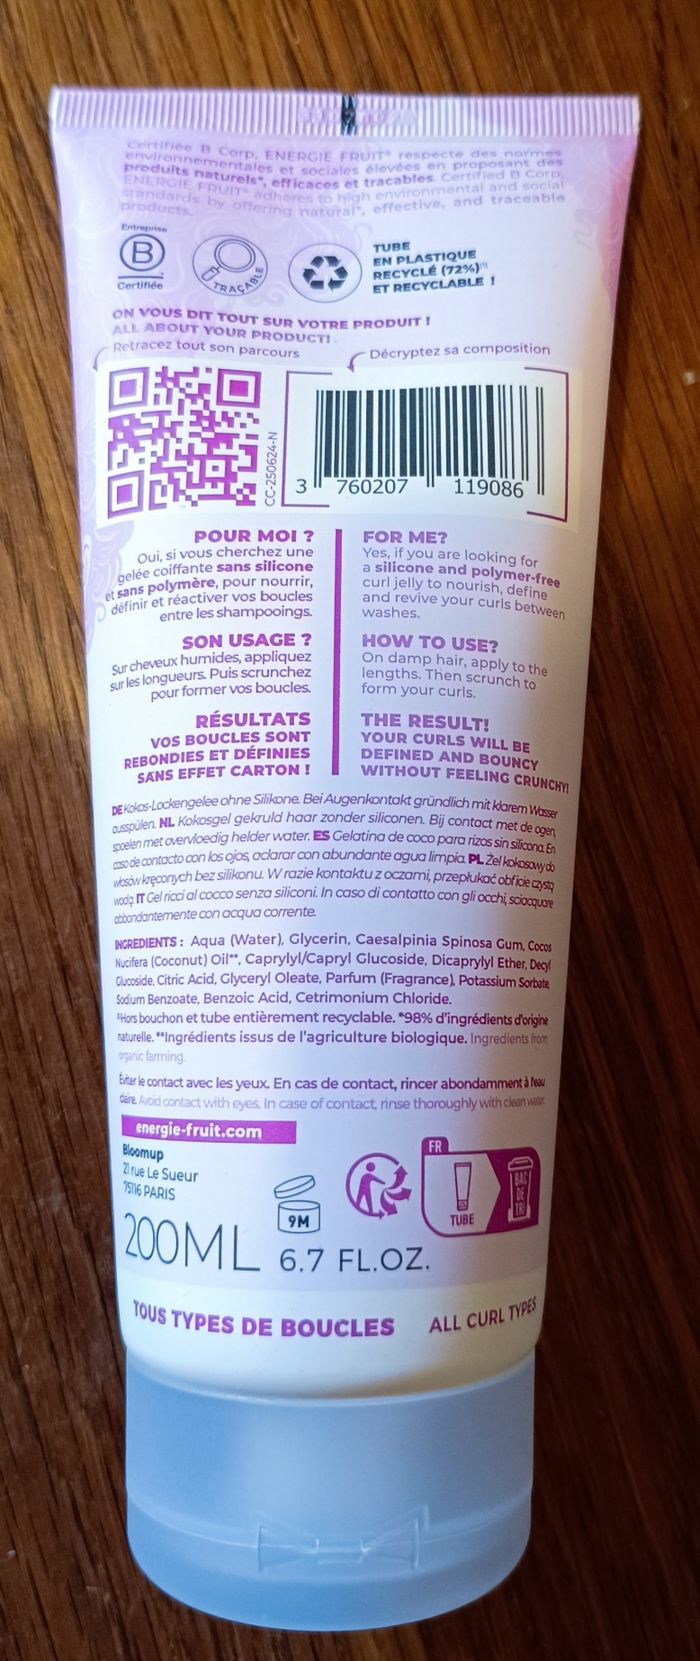 Certifiée B Corp, ENERGIE FRUIT® respecte des normes
environnementales et sociales élevées en proposant des
produits naturels*, efficaces et tracables. Certified B Corp,
ENERGIE FRUIT® adheres to high environmental and social
standards by offering natural*, effective, and traceable
products.
Entreprise
B
Certifiée
TRAÇABLE
TUBE
EN PLASTIQUE
RECYCLÉ (72%)⁽¹⁾
ET RECYCLABLE !
ON VOUS DIT TOUT SUR VOTRE PRODUIT !
ALL ABOUT YOUR PRODUCT!
Retracez tout son parcours
Décryptez sa composition
CC-250624-N
3 760207 119086
POUR MOI ?
Oui, si vous cherchez une
gelée coiffante sans silicone
et sans polymère, pour nourrir,
définir et réactiver vos boucles
entre les shampooings.
SON USAGE ?
Sur cheveux humides, appliquez
sur les longueurs. Puis scrunchez
pour former vos boucles.
RÉSULTATS
VOS BOUCLES SONT
REBONDIES ET DÉFINIES
SANS EFFET CARTON !
FOR ME?
Yes, if you are looking for
a silicone and polymer-free
curl jelly to nourish, define
and revive your curls between
washes.
HOW TO USE?
On damp hair, apply to the
lengths. Then scrunch to
form your curls.
THE RESULT!
YOUR CURLS WILL BE
DEFINED AND BOUNCY
WITHOUT FEELING CRUNCHY!
DE Kokos-Lockengelee ohne Silikone. Bei Augenkontakt gründlich mit klarem Wasser
ausspülen. NL Kokosgel gekruld haar zonder siliconen. Bij contact met de ogen,
spoelen met overvloedig helder water. ES Gelatina de coco para rizos sin silicona. En
caso de contacto con los ojos, aclarar con abundante agua limpia. PL Żel kokosowy do
włosów kręconych bez silikonu. W razie kontaktu z oczami, przepłukać obficie czystą
wodą. IT Gel ricci al cocco senza siliconi. In caso di contatto con gli occhi, sciacquare
abbondantemente con acqua corrente.
INGREDIENTS : Aqua (Water), Glycerin, Caesalpinia Spinosa Gum, Cocos
Nucifera (Coconut) Oil**, Caprylyl/Capryl Glucoside, Dicaprylyl Ether, Decyl
Glucoside, Citric Acid, Glyceryl Oleate, Parfum (Fragrance), Potassium Sorbate,
Sodium Benzoate, Benzoic Acid, Cetrimonium Chloride.
⁽¹⁾Hors bouchon et tube entièrement recyclable. *98% d'ingrédients d'origine
naturelle. **Ingrédients issus de l'agriculture biologique. Ingredients from
organic farming.
Éviter le contact avec les yeux. En cas de contact, rincer abondamment à l'eau
claire. Avoid contact with eyes. In case of contact, rinse thoroughly with clean water.
energie-fruit.com
Bloomup
21 rue Le Sueur
75116 PARIS
9M
FR
TUBE
BAC
DE
TRI
200ML 6.7 FL.OZ.
TOUS TYPES DE BOUCLES ALL CURL TYPES